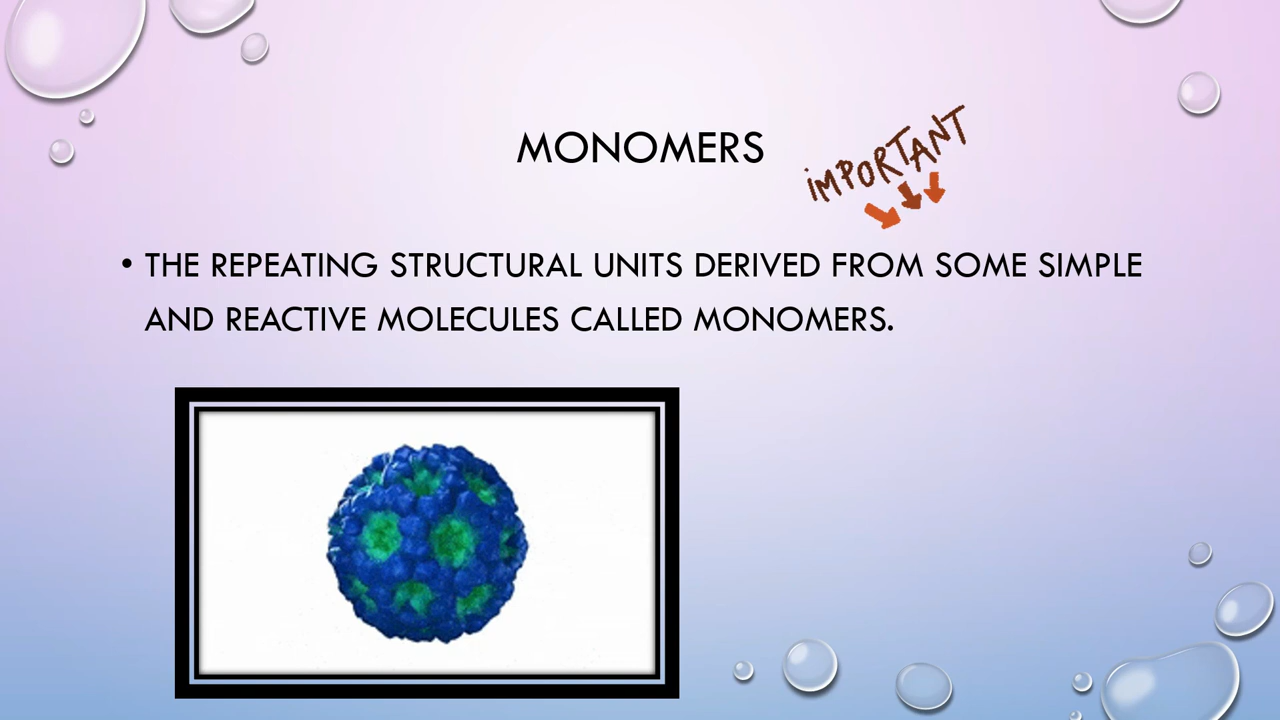 MONOMERS
iMPORTANT
• THE REPEATING STRUCTURAL UNITS DERIVED FROM SOME SIMPLE
AND REACTIVE MOLECULES CALLED MONOMERS.